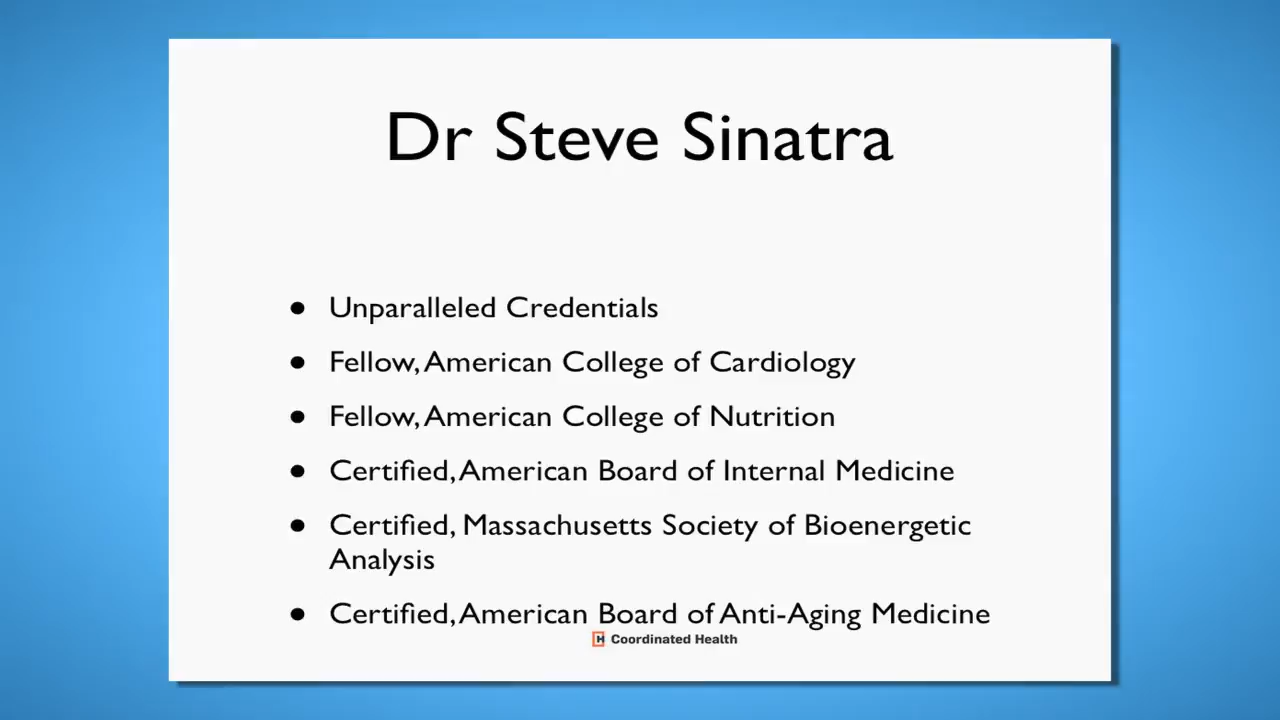 Dr Steve Sinatra
● Unparalleled Credentials
● Fellow, American College of Cardiology
● Fellow, American College of Nutrition
● Certified, American Board of Internal Medicine
● Certified, Massachusetts Society of Bioenergetic
Analysis
● Certified, American Board of Anti-Aging Medicine
H Coordinated Health